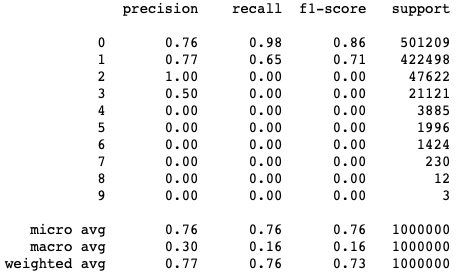 precision recall f1-score support
0 0.76 0.98 0.86 501209
1 0.77 0.65 0.71 422498
2 1.00 0.00 0.00 47622
3 0.50 0.00 0.00 21121
4 0.00 0.00 0.00 3885
5 0.00 0.00 0.00 1996
6 0.00 0.00 0.00 1424
7 0.00 0.00 0.00 230
8 0.00 0.00 0.00 12
9 0.00 0.00 0.00 3
micro avg 0.76 0.76 0.76 1000000
macro avg 0.30 0.16 0.16 1000000
weighted avg 0.77 0.76 0.73 1000000